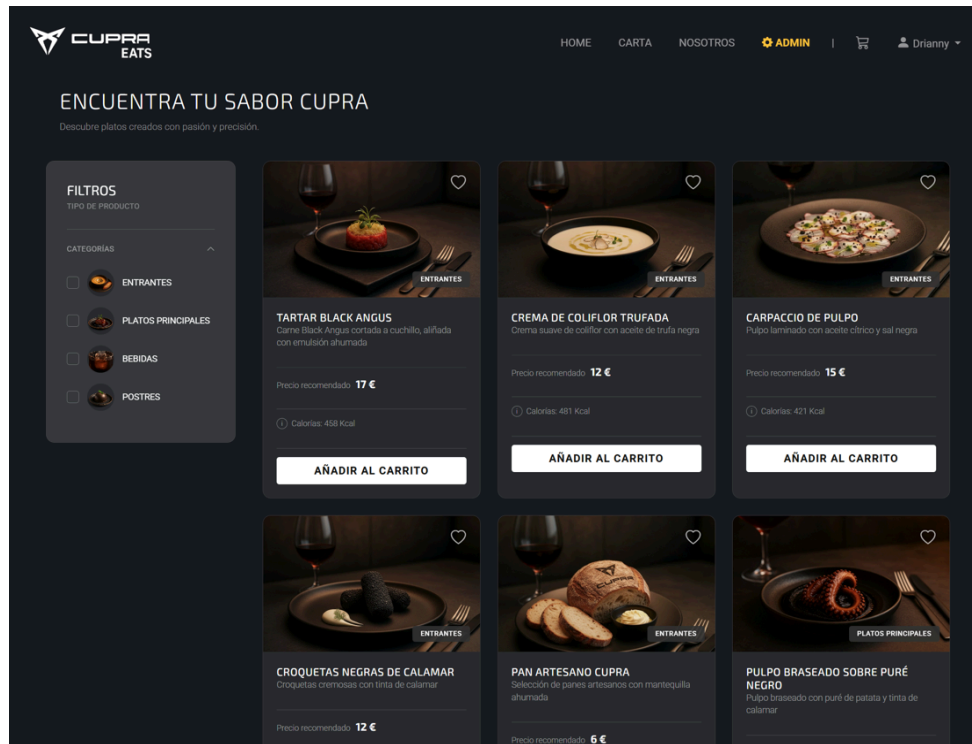 CUPRA
EATS
HOME
CARTA
NOSOTROS
ADMIN
|
Drianny
ENCUENTRA TU SABOR CUPRA
Descubre platos creados con pasión y precisión.
FILTROS
TIPO DE PRODUCTO
CATEGORÍAS
ENTRANTES
PLATOS PRINCIPALES
BEBIDAS
POSTRES
ENTRANTES
TARTAR BLACK ANGUS
Carne Black Angus cortada a cuchillo, aliñada
con emulsión ahumada
Precio recomendado 17 €
Calorías: 458 Kcal
AÑADIR AL CARRITO
ENTRANTES
CREMA DE COLIFLOR TRUFADA
Crema suave de coliflor con aceite de trufa negra
Precio recomendado 12 €
Calorías: 481 Kcal
AÑADIR AL CARRITO
ENTRANTES
CARPACCIO DE PULPO
Pulpo laminado con aceite cítrico y sal negra
Precio recomendado 15 €
Calorías: 421 Kcal
AÑADIR AL CARRITO
ENTRANTES
CROQUETAS NEGRAS DE CALAMAR
Croquetas cremosas con tinta de calamar
Precio recomendado 12 €
CUPRA
ENTRANTES
PAN ARTESANO CUPRA
Selección de panes artesanos con mantequilla
ahumada
Precio recomendado 6 €
PLATOS PRINCIPALES
PULPO BRASEADO SOBRE PURÉ
NEGRO
Pulpo braseado con puré de patata y tinta de
calamar